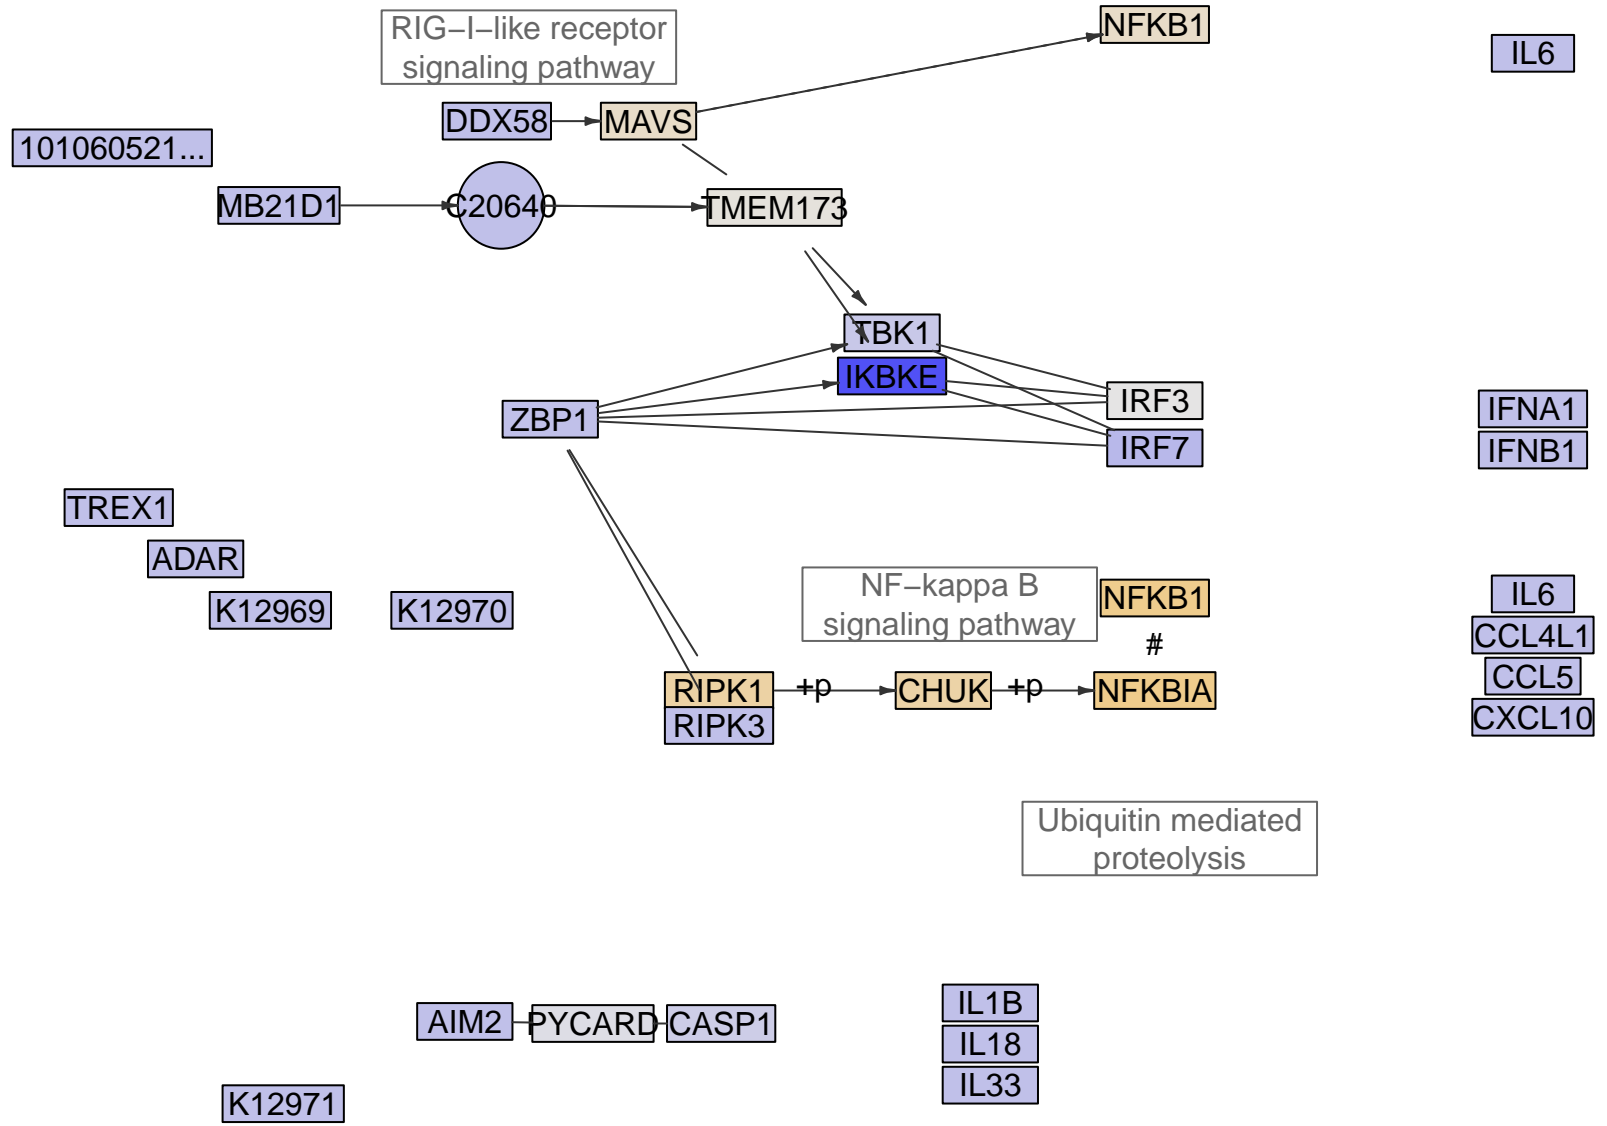 RIG–I–like receptor
signaling pathway
NFKB1
IL6
DDX58
MAVS
101060521...
MB21D1
C20640
TMEM173
TBK1
IKBKE
ZBP1
IRF3
IRF7
IFNA1
IFNB1
TREX1
ADAR
K12969
K12970
NF–kappa B
signaling pathway
NFKB1
#
IL6
CCL4L1
CCL5
CXCL10
RIPK1
+p
CHUK
+p
NFKBIA
RIPK3
Ubiquitin mediated
proteolysis
AIM2
PYCARD
CASP1
IL1B
IL18
IL33
K12971